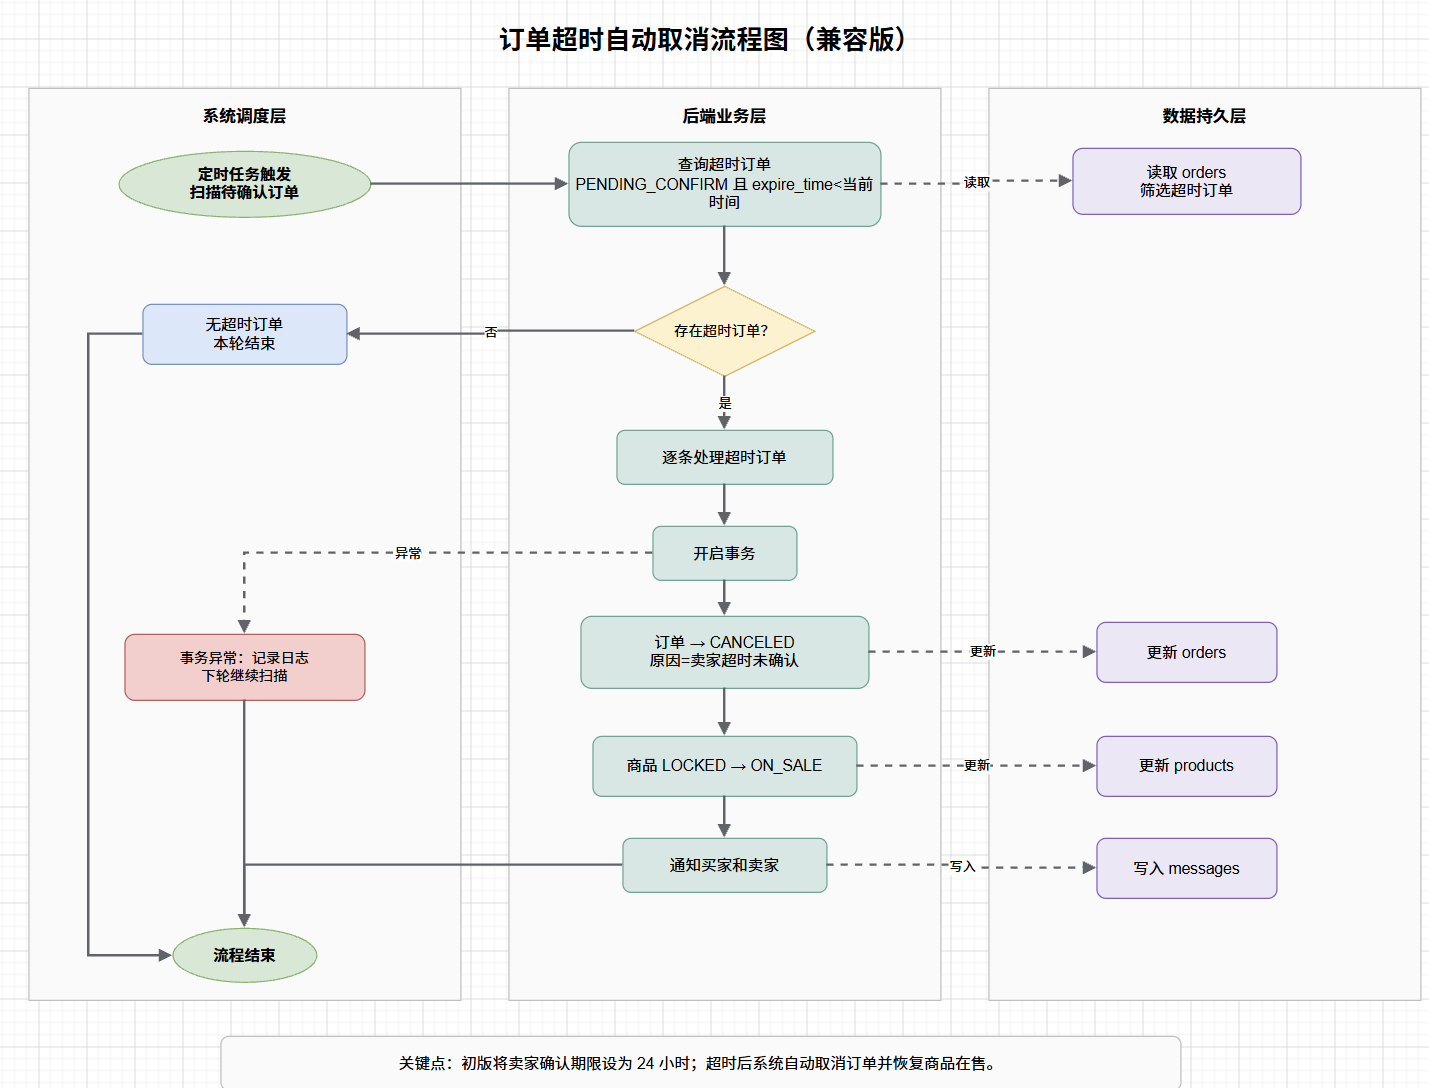 订单超时自动取消流程图（兼容版）
系统调度层
后端业务层
数据持久层
定时任务触发
扫描待确认订单
查询超时订单
PENDING_CONFIRM 且 expire_time<当前
时间
读取
读取 orders
筛选超时订单
无超时订单
本轮结束
否
存在超时订单？
是
逐条处理超时订单
异常
开启事务
事务异常：记录日志
下轮继续扫描
订单 → CANCELED
原因=卖家超时未确认
更新
更新 orders
商品 LOCKED → ON_SALE
更新
更新 products
通知买家和卖家
写入
写入 messages
流程结束
关键点：初版将卖家确认期限设为 24 小时；超时后系统自动取消订单并恢复商品在售。